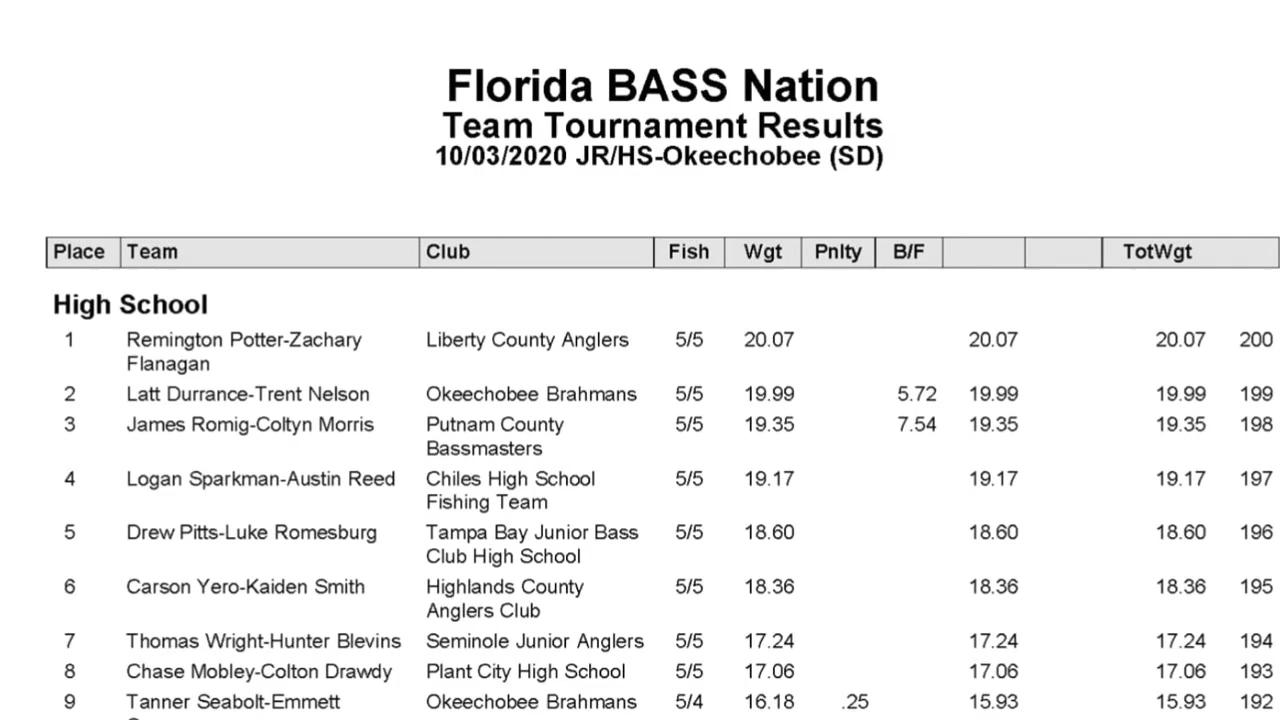 Florida BASS Nation
Team Tournament Results
10/03/2020 JR/HS-Okeechobee (SD)
Place Team Club Fish Wgt Pnlty B/F TotWgt
High School
1 Remington Potter-Zachary Liberty County Anglers 5/5 20.07 20.07 20.07 200
Flanagan
2 Latt Durrance-Trent Nelson Okeechobee Brahmans 5/5 19.99 5.72 19.99 19.99 199
3 James Romig-Coltyn Morris Putnam County 5/5 19.35 7.54 19.35 19.35 198
Bassmasters
4 Logan Sparkman-Austin Reed Chiles High School 5/5 19.17 19.17 19.17 197
Fishing Team
5 Drew Pitts-Luke Romesburg Tampa Bay Junior Bass 5/5 18.60 18.60 18.60 196
Club High School
6 Carson Yero-Kaiden Smith Highlands County 5/5 18.36 18.36 18.36 195
Anglers Club
7 Thomas Wright-Hunter Blevins Seminole Junior Anglers 5/5 17.24 17.24 17.24 194
8 Chase Mobley-Colton Drawdy Plant City High School 5/5 17.06 17.06 17.06 193
9 Tanner Seabolt-Emmett Okeechobee Brahmans 5/4 16.18 .25 15.93 15.93 192